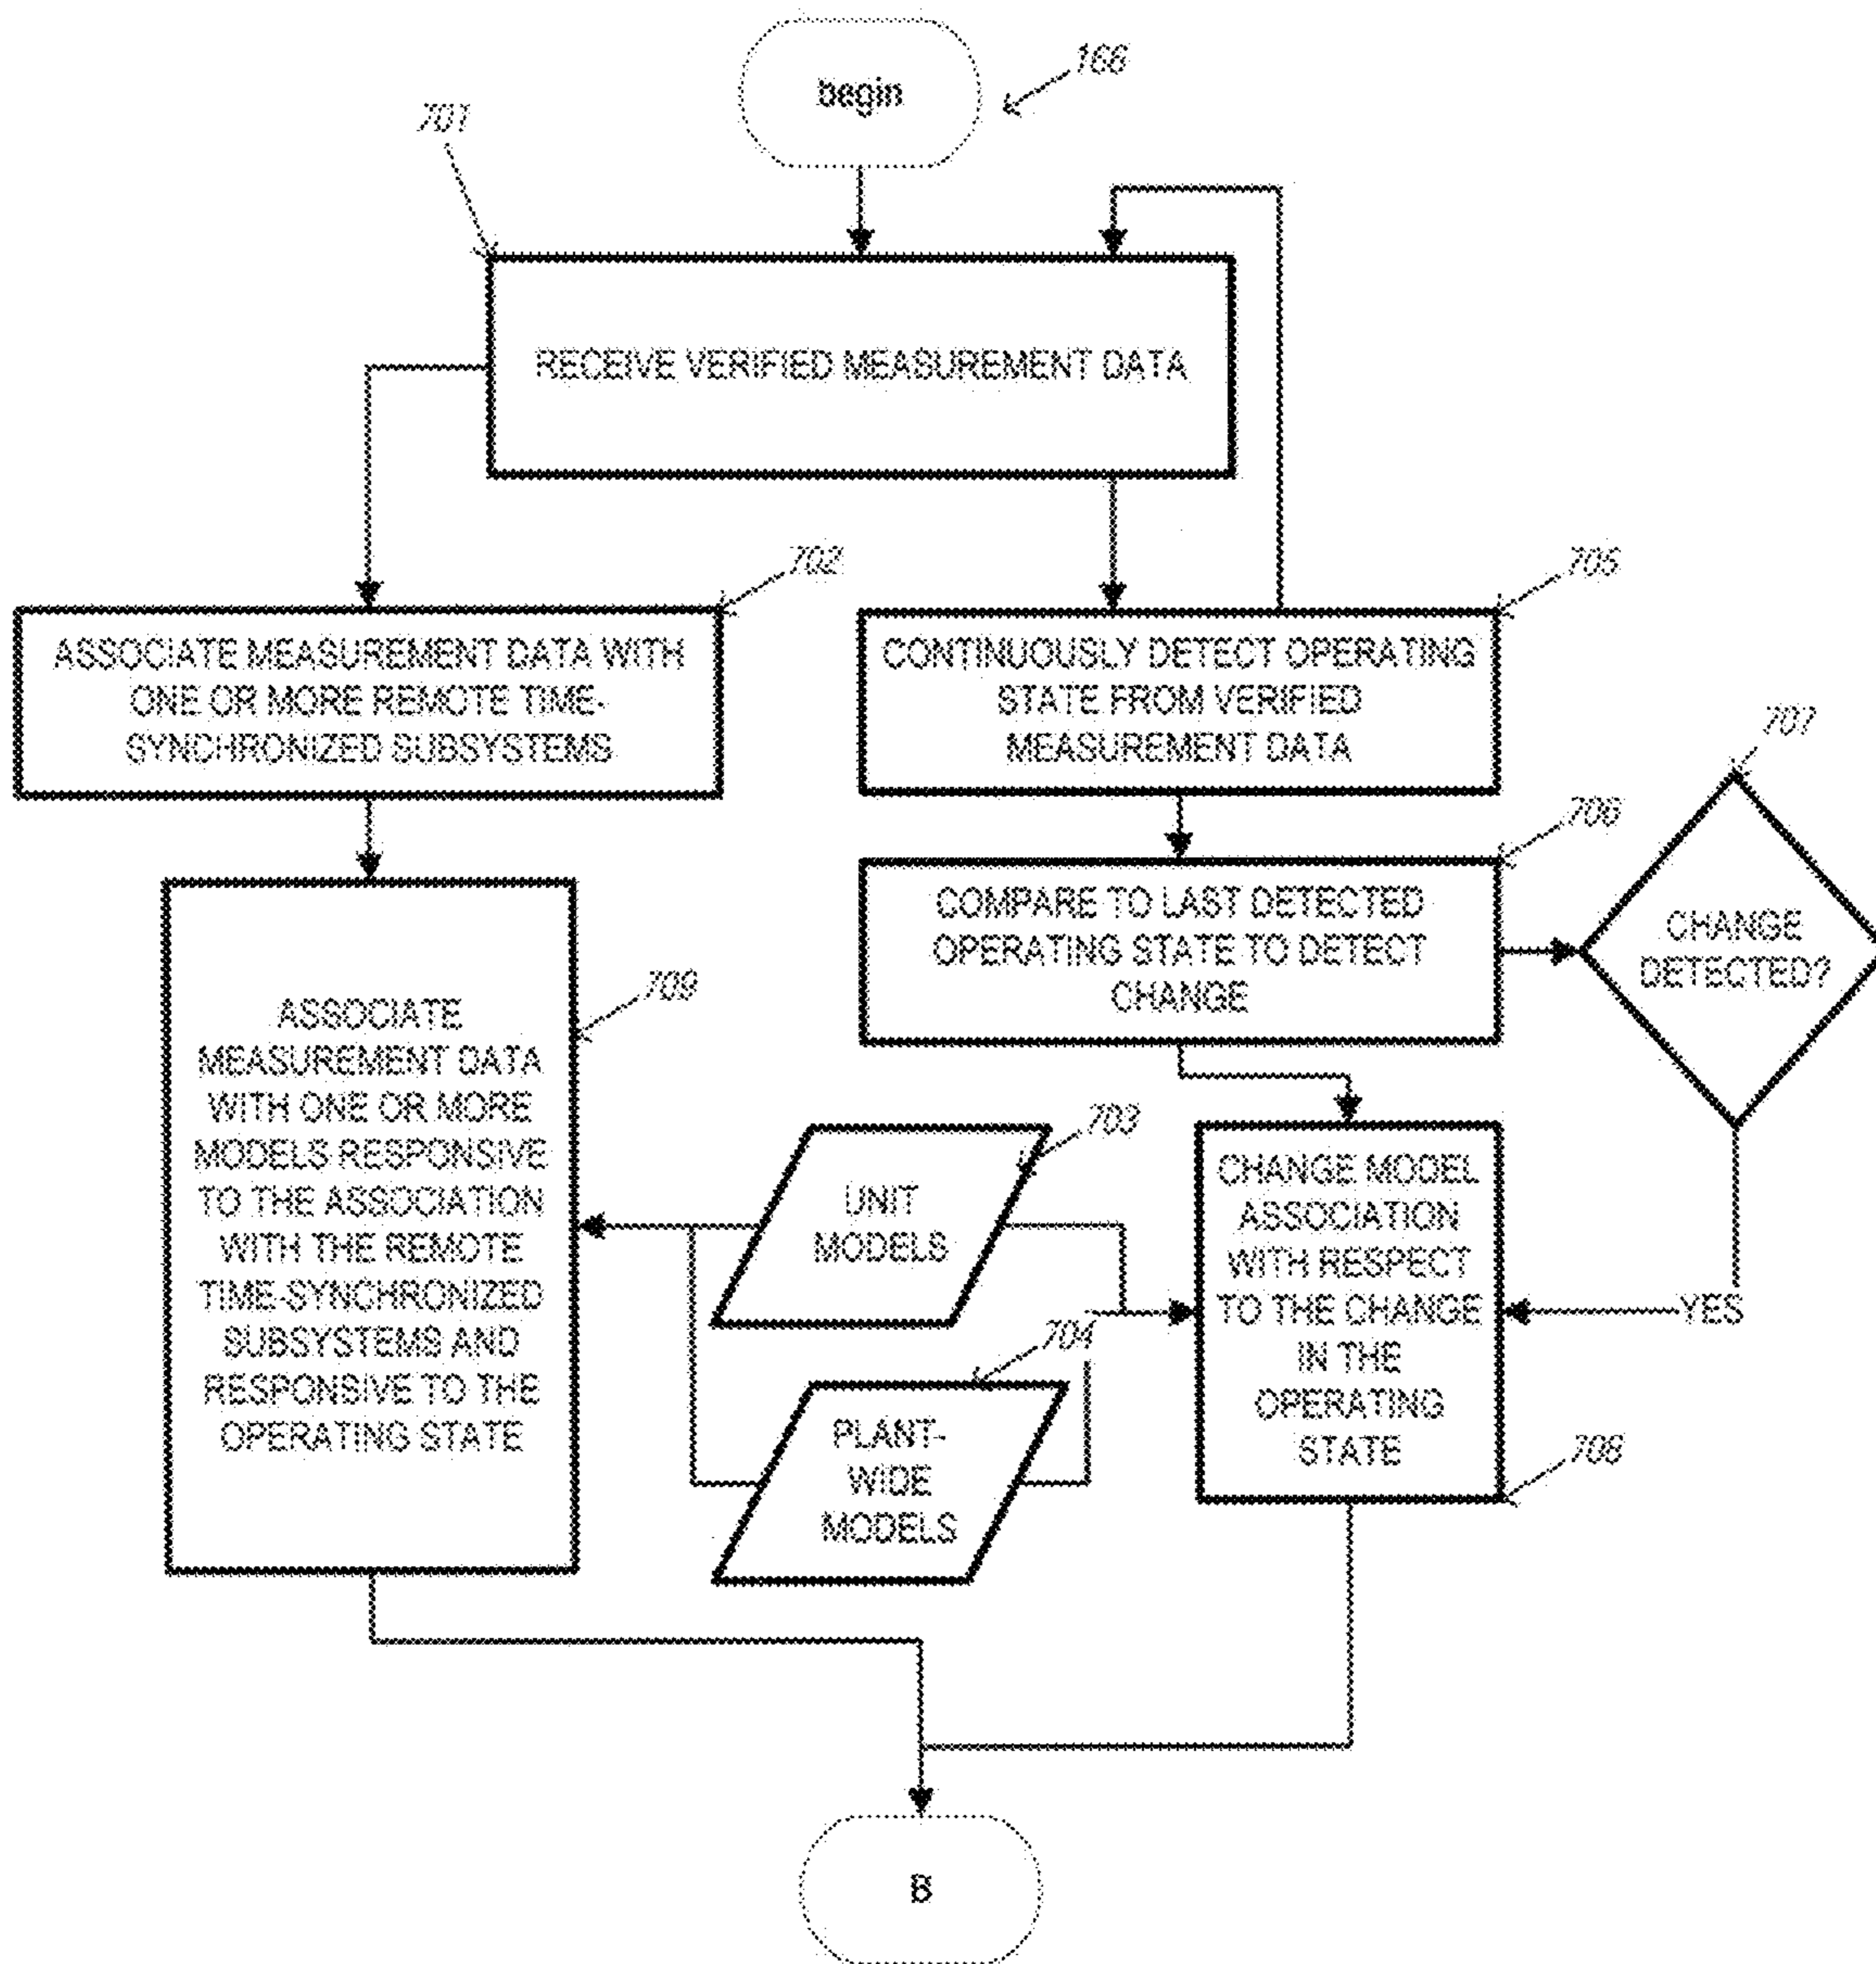 begin
166
701
RECEIVE VERIFIED MEASUREMENT DATA
702
ASSOCIATE MEASUREMENT DATA WITH
ONE OR MORE REMOTE TIME-
SYNCHRONIZED SUBSYSTEMS
705
CONTINUOUSLY DETECT OPERATING
STATE FROM VERIFIED
MEASUREMENT DATA
706
COMPARE TO LAST DETECTED
OPERATING STATE TO DETECT
CHANGE
707
CHANGE
DETECTED?
YES
709
ASSOCIATE
MEASUREMENT DATA
WITH ONE OR MORE
MODELS RESPONSIVE
TO THE ASSOCIATION
WITH THE REMOTE
TIME-SYNCHRONIZED
SUBSYSTEMS AND
RESPONSIVE TO THE
OPERATING STATE
703
UNIT
MODELS
704
PLANT-
WIDE
MODELS
CHANGE MODEL
ASSOCIATION
WITH RESPECT
TO THE CHANGE
IN THE
OPERATING
STATE
708
B